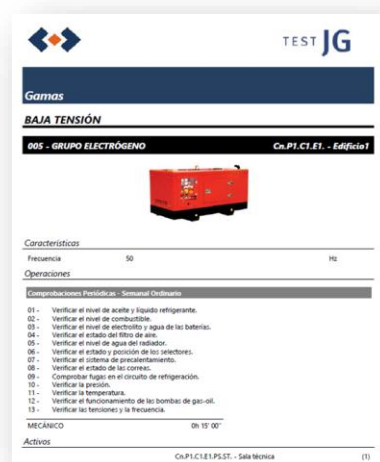 TEST JG
Gamas
BAJA TENSIÓN
005 - GRUPO ELECTRÓGENO Cn.P1.C1.E1. - Edificio1
Características
Frecuencia 50 Hz
Operaciones
Comprobaciones Periódicas - Semanal Ordinario
01 - Verificar el nivel de aceite y líquido refrigerante.
02 - Verificar el nivel de combustible.
03 - Verificar el nivel de electrolito y agua de las baterías.
04 - Verificar el estado del filtro de aire.
05 - Verificar el nivel de agua del radiador.
06 - Verificar el estado y posición de los selectores.
07 - Verificar el sistema de precalentamiento.
08 - Verificar el estado de las correas.
09 - Comprobar fugas en el circuito de refrigeración.
10 - Verificar la presión.
11 - Verificar la temperatura.
12 - Verificar el funcionamiento de las bombas de gas-oil.
13 - Verificar las tensiones y la frecuencia.
MECÁNICO 0h 15' 00"
Activos
Cn.P1.C1.E1.PS.ST. - Sala técnica (1)